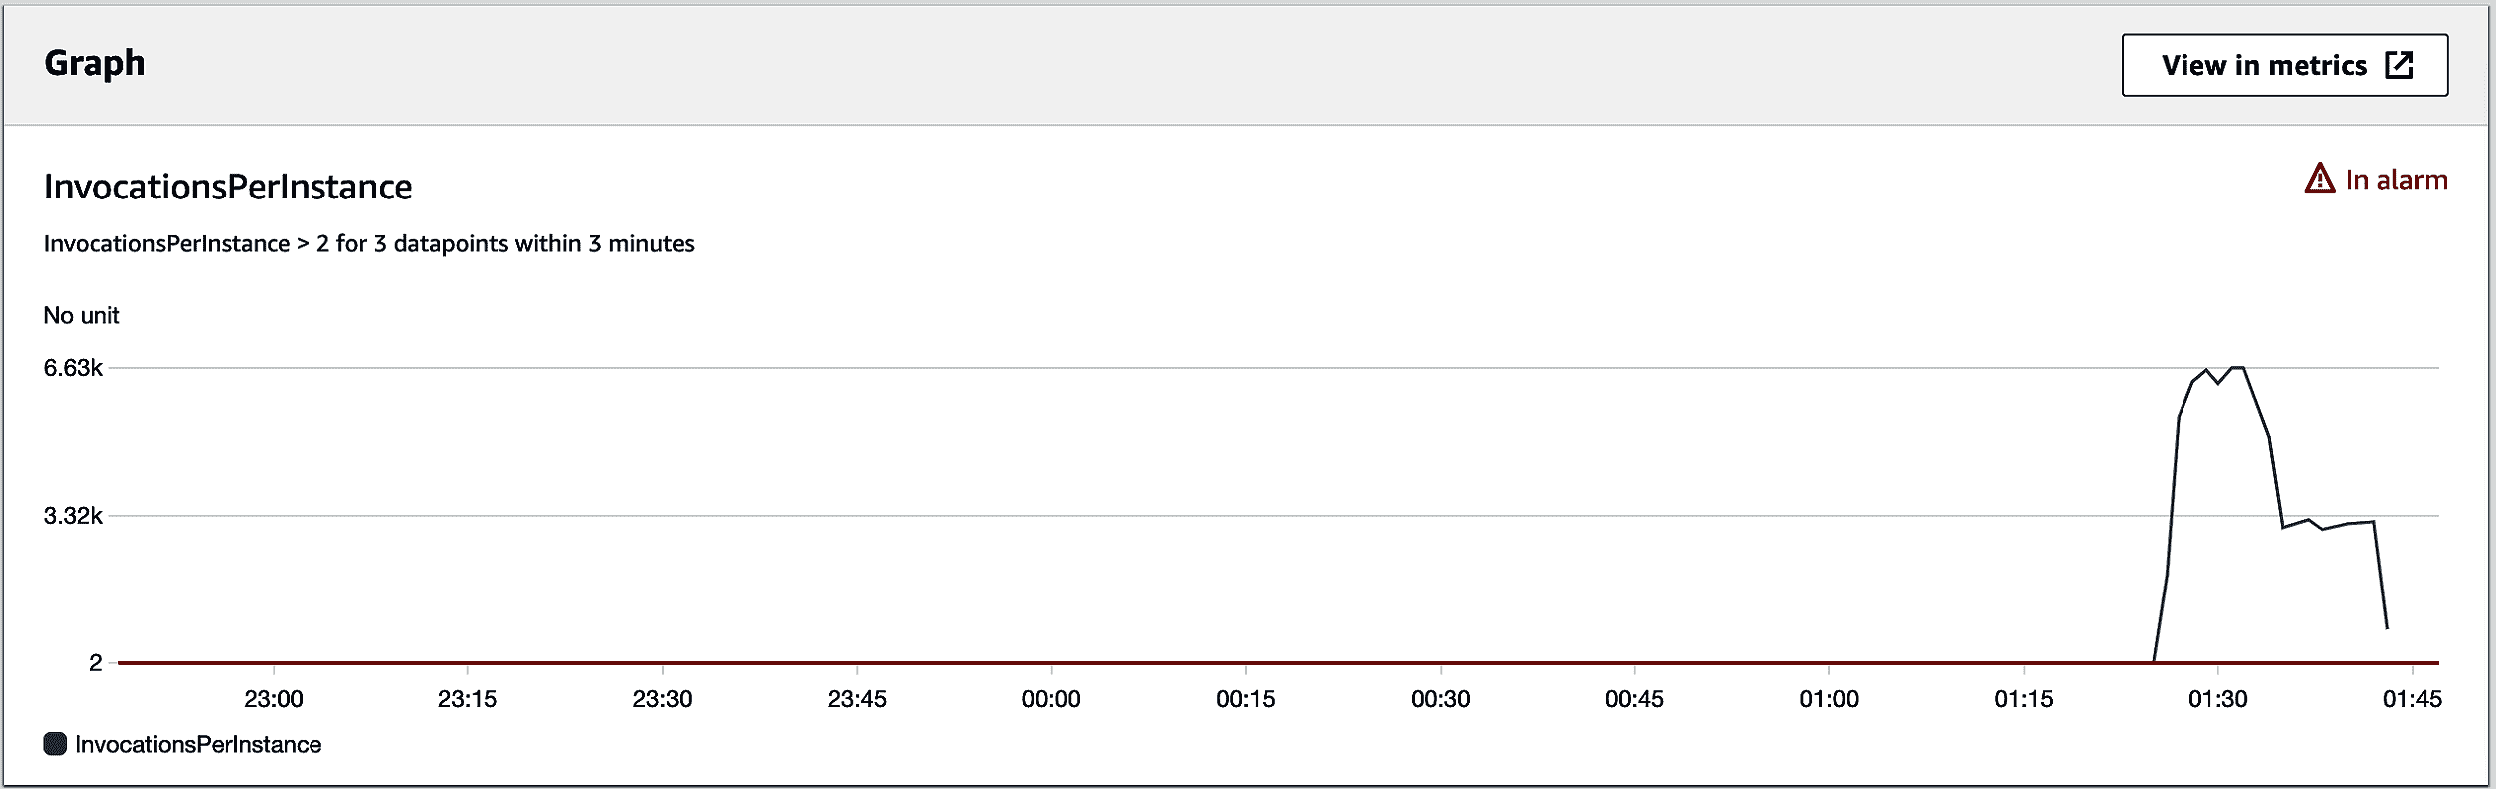 Graph
View in metrics
InvocationsPerInstance
In alarm
InvocationsPerInstance > 2 for 3 datapoints within 3 minutes
No unit
6.63k
3.32k
2
23:00 23:15 23:30 23:45 00:00 00:15 00:30 00:45 01:00 01:15 01:30 01:45
InvocationsPerInstance